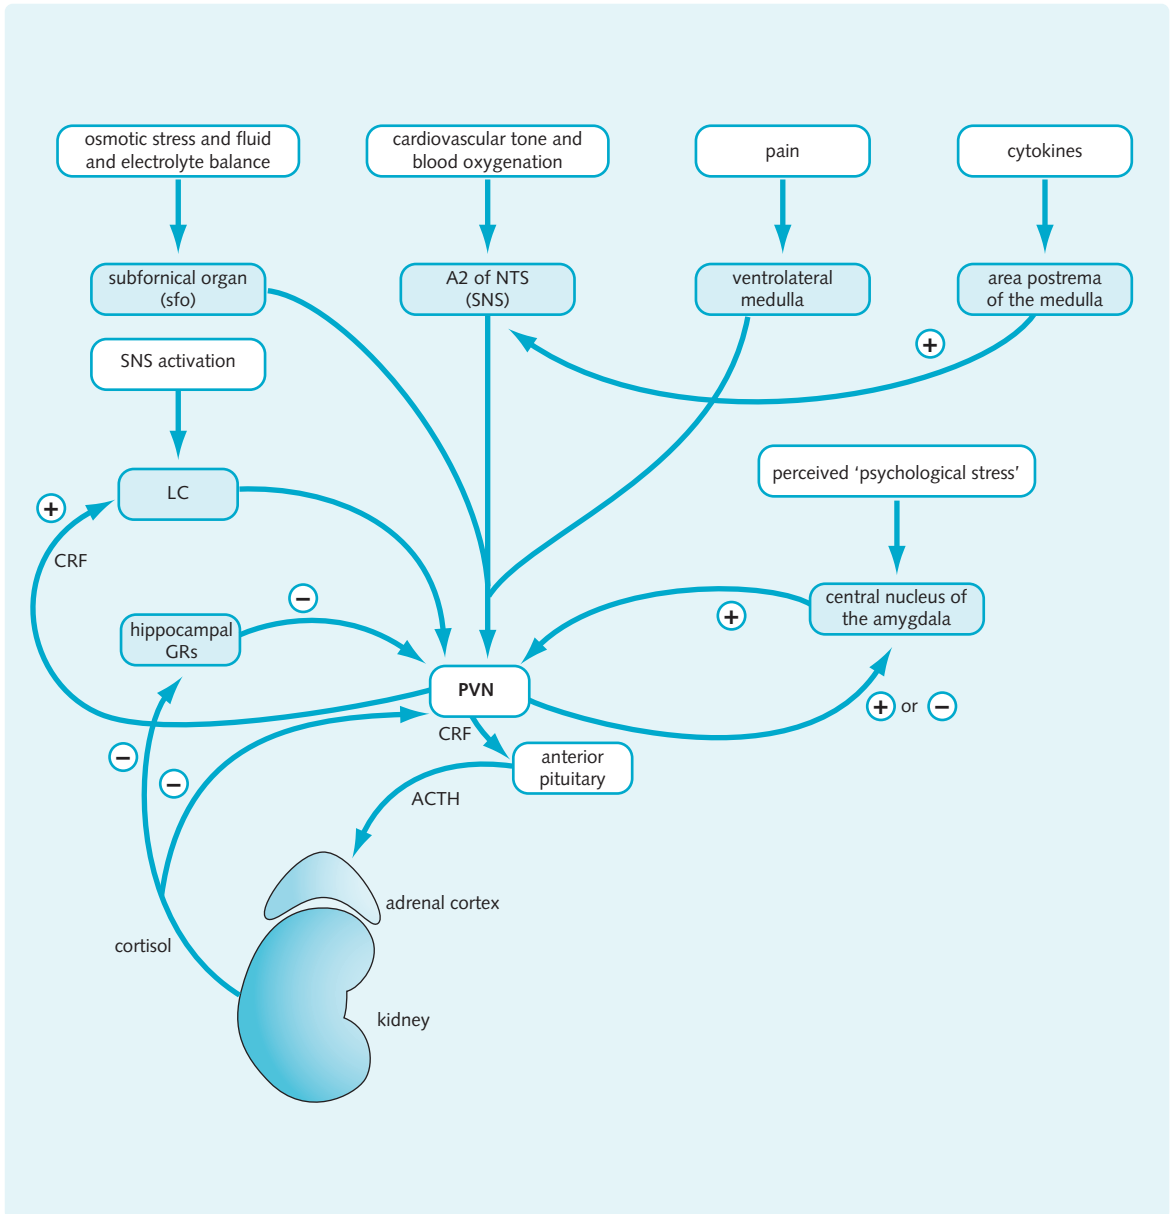 osmotic stress and fluid
and electrolyte balance
cardiovascular tone and
blood oxygenation
pain
cytokines
subfornical organ
(sfo)
A2 of NTS
(SNS)
ventrolateral
medulla
area postrema
of the medulla
+
SNS activation
perceived ‘psychological stress’
LC
+
CRF
central nucleus of
the amygdala
−
+
hippocampal
GRs
PVN
+ or −
CRF
−
−
anterior
pituitary
ACTH
adrenal cortex
cortisol
kidney